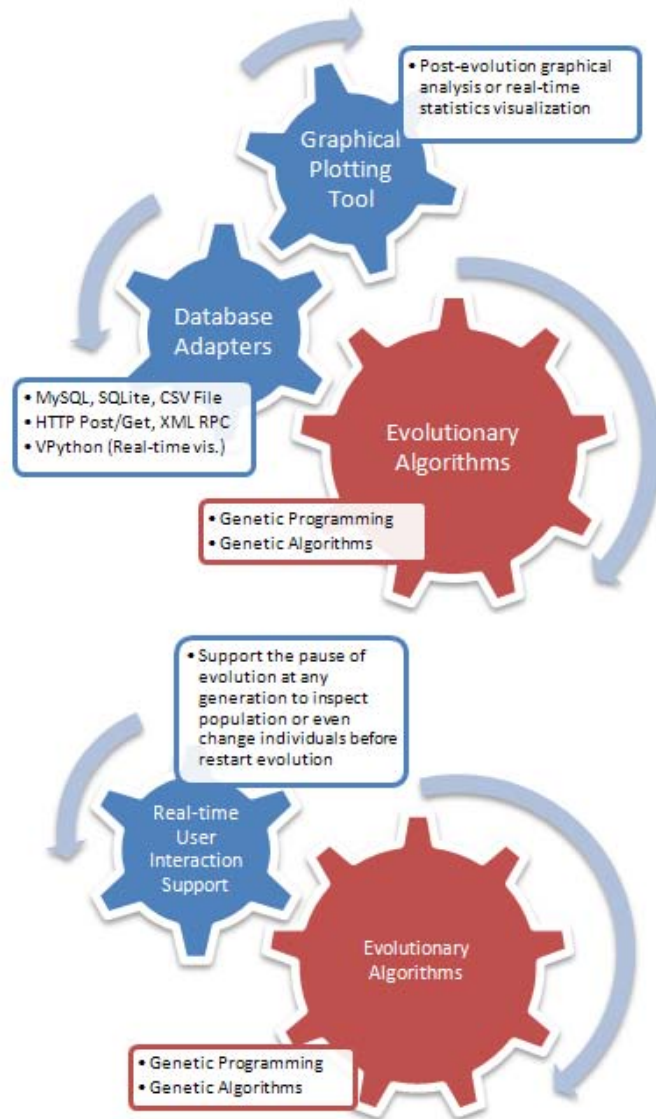 • Post-evolution graphical
analysis or real-time
statistics visualization
Graphical
Plotting
Tool
Database
Adapters
• MySQL, SQLite, CSV File
• HTTP Post/Get, XML RPC
• VPython (Real-time vis.)
Evolutionary
Algorithms
• Genetic Programming
• Genetic Algorithms
• Support the pause of
evolution at any
generation to inspect
population or even
change individuals before
restart evolution
Real-time
User
Interaction
Support
Evolutionary
Algorithms
• Genetic Programming
• Genetic Algorithms